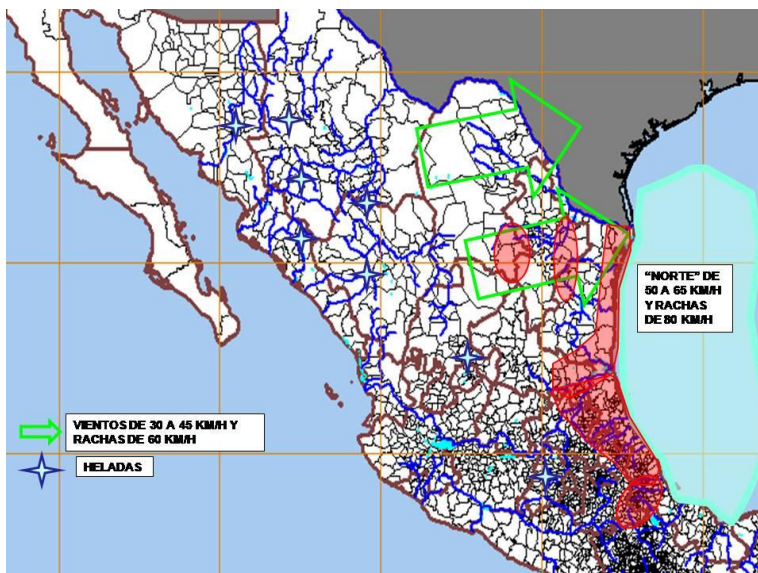 “NORTE” DE
50 A 65 KM/H
Y RACHAS
DE 80 KM/H
VIENTOS DE 30 A 45 KM/H Y
RACHAS DE 60 KM/H
HELADAS